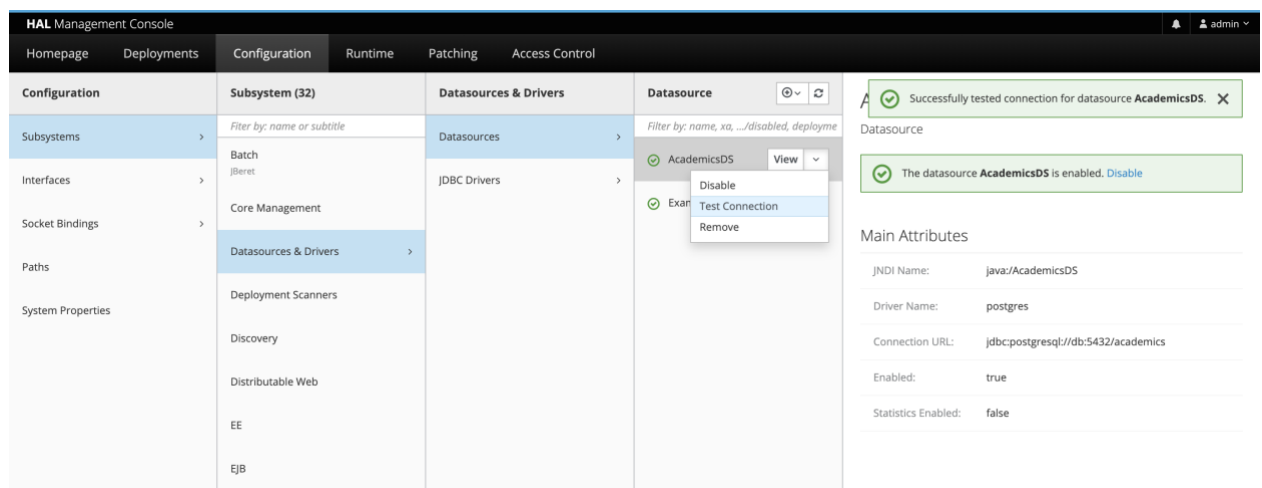 HAL Management Console
admin
Homepage Deployments Configuration Runtime Patching Access Control
Configuration
Subsystems
Interfaces
Socket Bindings
Paths
System Properties
Subsystem (32)
Fiter by: name or subtitle
Batch
JBeret
Core Management
Datasources & Drivers
Deployment Scanners
Discovery
Distributable Web
EE
EJB
Datasources & Drivers
Datasources
JDBC Drivers
Datasource
Filter by: name, xa, .../disabled, deployme
AcademicsDS View
Disable
Test Connection
Remove
Exam
A
Successfully tested connection for datasource AcademicsDS.
Datasource
The datasource AcademicsDS is enabled. Disable
Main Attributes
JNDI Name: java:/AcademicsDS
Driver Name: postgres
Connection URL: jdbc:postgresql://db:5432/academics
Enabled: true
Statistics Enabled: false